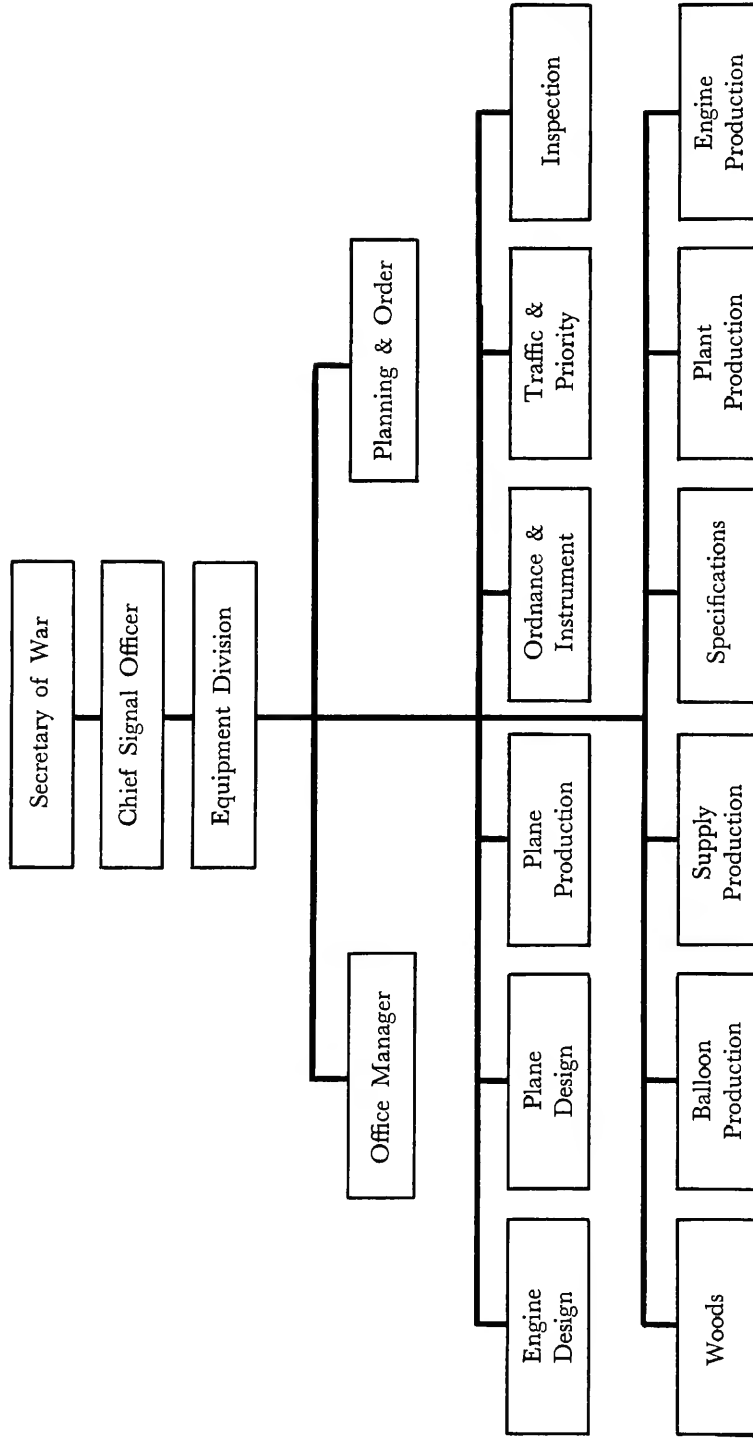 Secretary of War
Chief Signal Officer
Equipment Division
Office Manager
Planning & Order
Engine
Design
Plane
Design
Plane
Production
Ordnance &
Instrument
Traffic &
Priority
Inspection
Woods
Balloon
Production
Supply
Production
Specifications
Plant
Production
Engine
Production